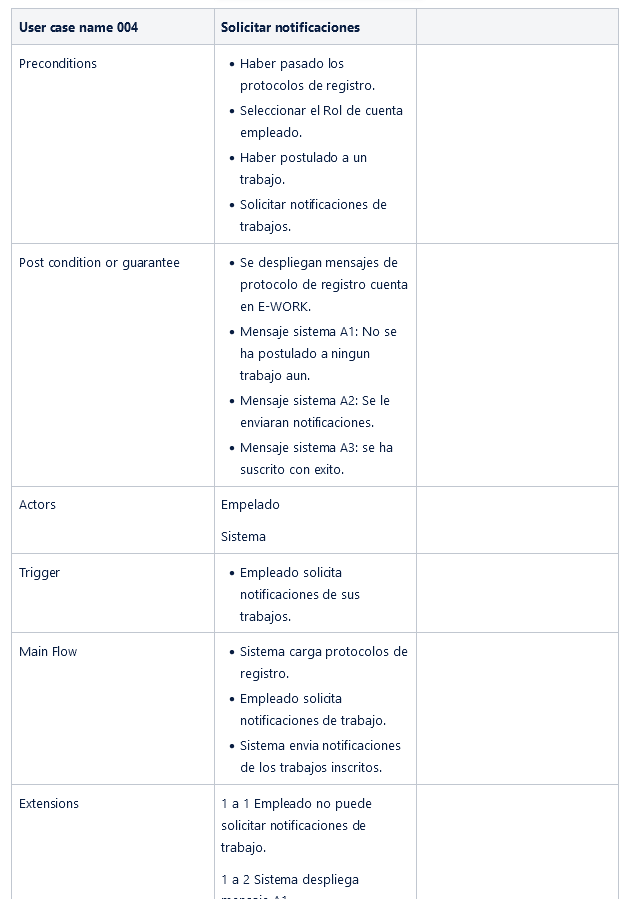 User case name 004
Solicitar notificaciones
Preconditions
• Haber pasado los
protocolos de registro.
• Seleccionar el Rol de cuenta
empleado.
• Haber postulado a un
trabajo.
• Solicitar notificaciones de
trabajos.
Post condition or guarantee
• Se despliegan mensajes de
protocolo de registro cuenta
en E-WORK.
• Mensaje sistema A1: No se
ha postulado a ningun
trabajo aun.
• Mensaje sistema A2: Se le
enviaran notificaciones.
• Mensaje sistema A3: se ha
suscrito con exito.
Actors
Empelado
Sistema
Trigger
• Empleado solicita
notificaciones de sus
trabajos.
Main Flow
• Sistema carga protocolos de
registro.
• Empleado solicita
notificaciones de trabajo.
• Sistema envia notificaciones
de los trabajos inscritos.
Extensions
1 a 1 Empleado no puede
solicitar notificaciones de
trabajo.
1 a 2 Sistema despliega